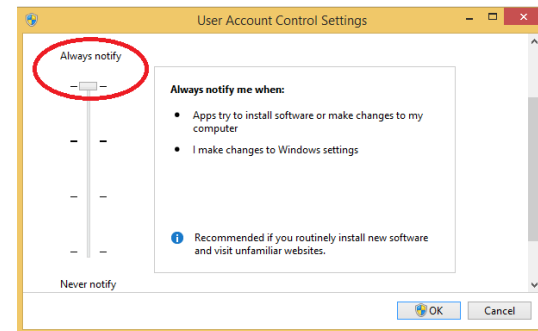 User Account Control Settings
Always notify
Always notify me when:
• Apps try to install software or make changes to my
computer
• I make changes to Windows settings
Recommended if you routinely install new software
and visit unfamiliar websites.
Never notify
OK Cancel